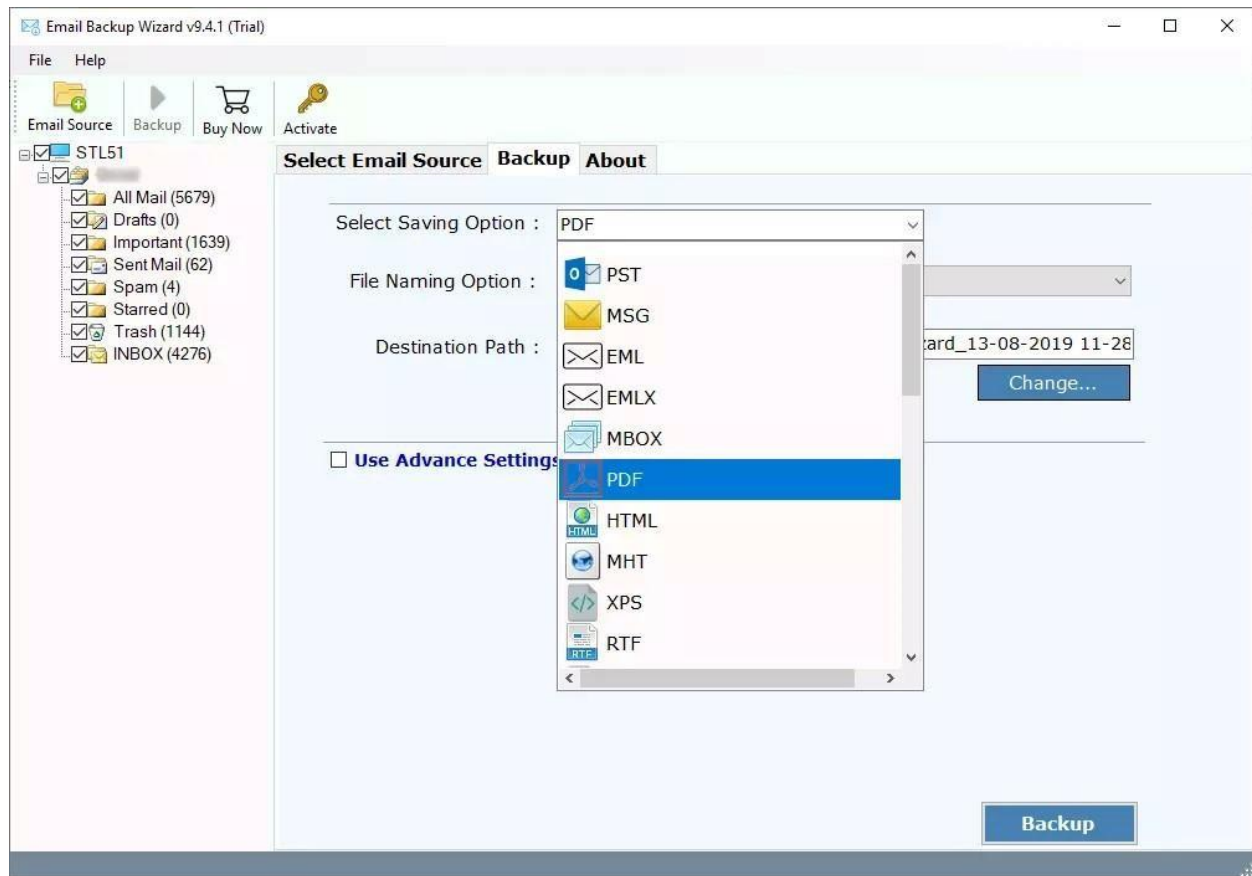 Email Backup Wizard v9.4.1 (Trial)
File Help
Email Source Backup Buy Now Activate
STL51
All Mail (5679)
Drafts (0)
Important (1639)
Sent Mail (62)
Spam (4)
Starred (0)
Trash (1144)
INBOX (4276)
Select Email Source Backup About
Select Saving Option : PDF
File Naming Option :
Destination Path :
ard_13-08-2019 11-28
Change...
Use Advance Settings
PST
MSG
EML
EMLX
MBOX
PDF
HTML
HTML
MHT
XPS
RTF
RTF
Backup